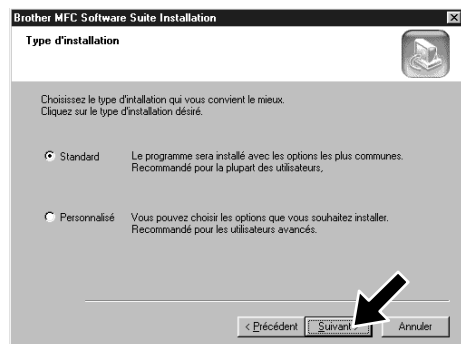 Brother MFC Software Suite Installation
Type d'installation
Choisissez le type d'intallation qui vous convient le mieux.
Cliquez sur le type d'installation désiré.
Standard
Le programme sera installé avec les options les plus communes.
Recommandé pour la plupart des utilisateurs,
Personnalisé
Vous pouvez choisir les options que vous souhaitez installer.
Recommandé pour les utilisateurs avancés.
< Précédent
Suivant >
Annuler